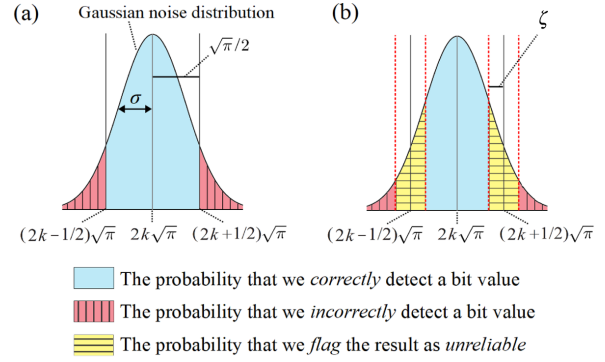 (a)
Gaussian noise distribution
√π/2
σ
(2k−1/2)√π 2k√π (2k+1/2)√π
(b)
ζ
(2k−1/2)√π 2k√π (2k+1/2)√π
The probability that we correctly detect a bit value
The probability that we incorrectly detect a bit value
The probability that we flag the result as unreliable